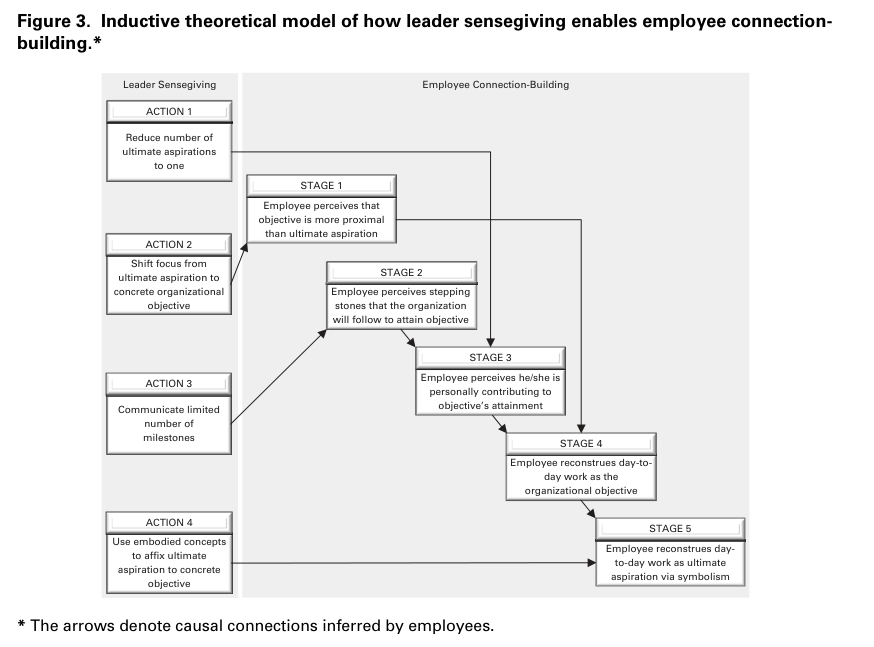 Figure 3.  Inductive theoretical model of how leader sensegiving enables employee connection-
building.*
Leader Sensegiving
Employee Connection-Building
ACTION 1
Reduce number of
ultimate aspirations
to one
STAGE 1
Employee perceives that
objective is more proximal
than ultimate aspiration
ACTION 2
Shift focus from
ultimate aspiration to
concrete organizational
objective
STAGE 2
Employee perceives stepping
stones that the organization
will follow to attain objective
STAGE 3
Employee perceives he/she is
personally contributing to
objective's attainment
ACTION 3
Communicate limited
number of
milestones
STAGE 4
Employee reconstrues day-to-
day work as the
organizational objective
ACTION 4
Use embodied concepts
to affix ultimate
aspiration to concrete
objective
STAGE 5
Employee reconstrues day-
to-day work as ultimate
aspiration via symbolism
* The arrows denote causal connections inferred by employees.